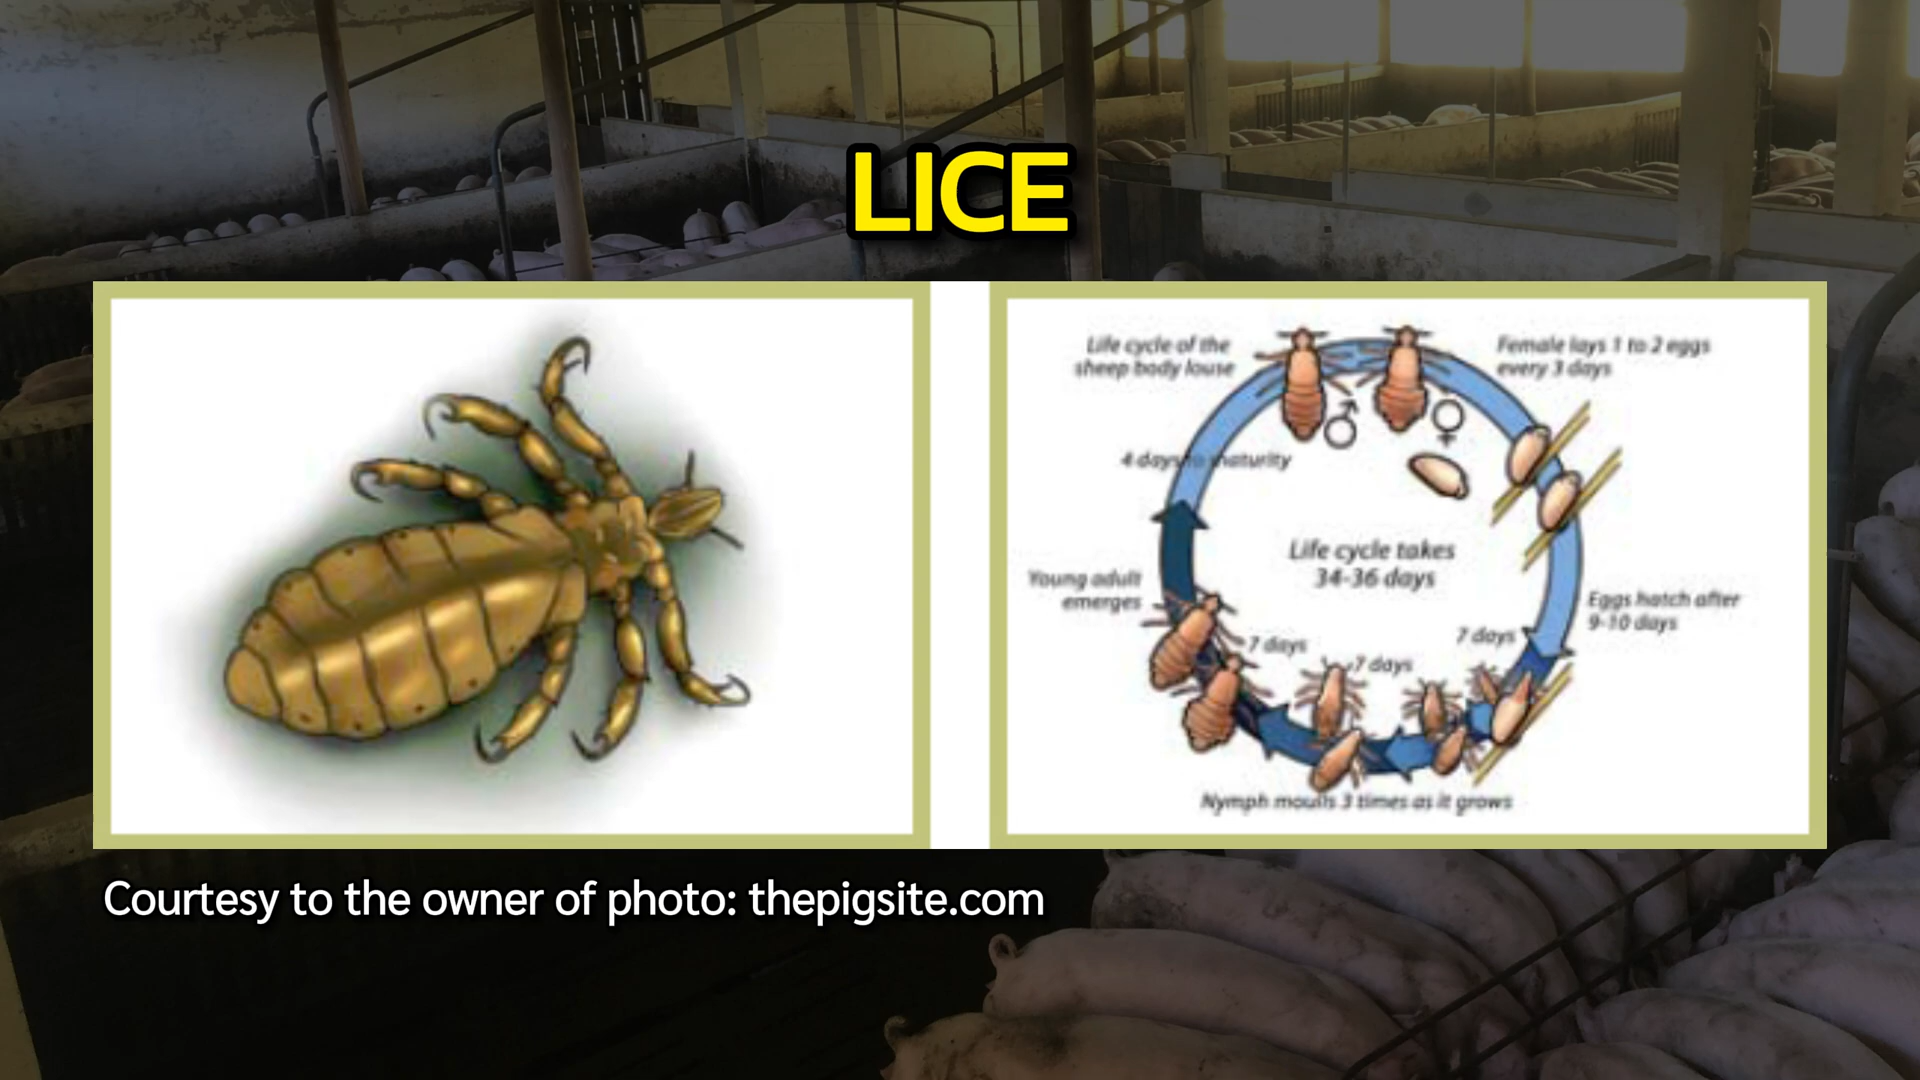 LICE
Life cycle of the
sheep body louse
Female lays 1 to 2 eggs
every 3 days
4 days to maturity
Life cycle takes
34-36 days
Young adult
emerges
Eggs hatch after
9-10 days
7 days
7 days
7 days
Nymph moults 3 times as it grows
Courtesy to the owner of photo: thepigsite.com